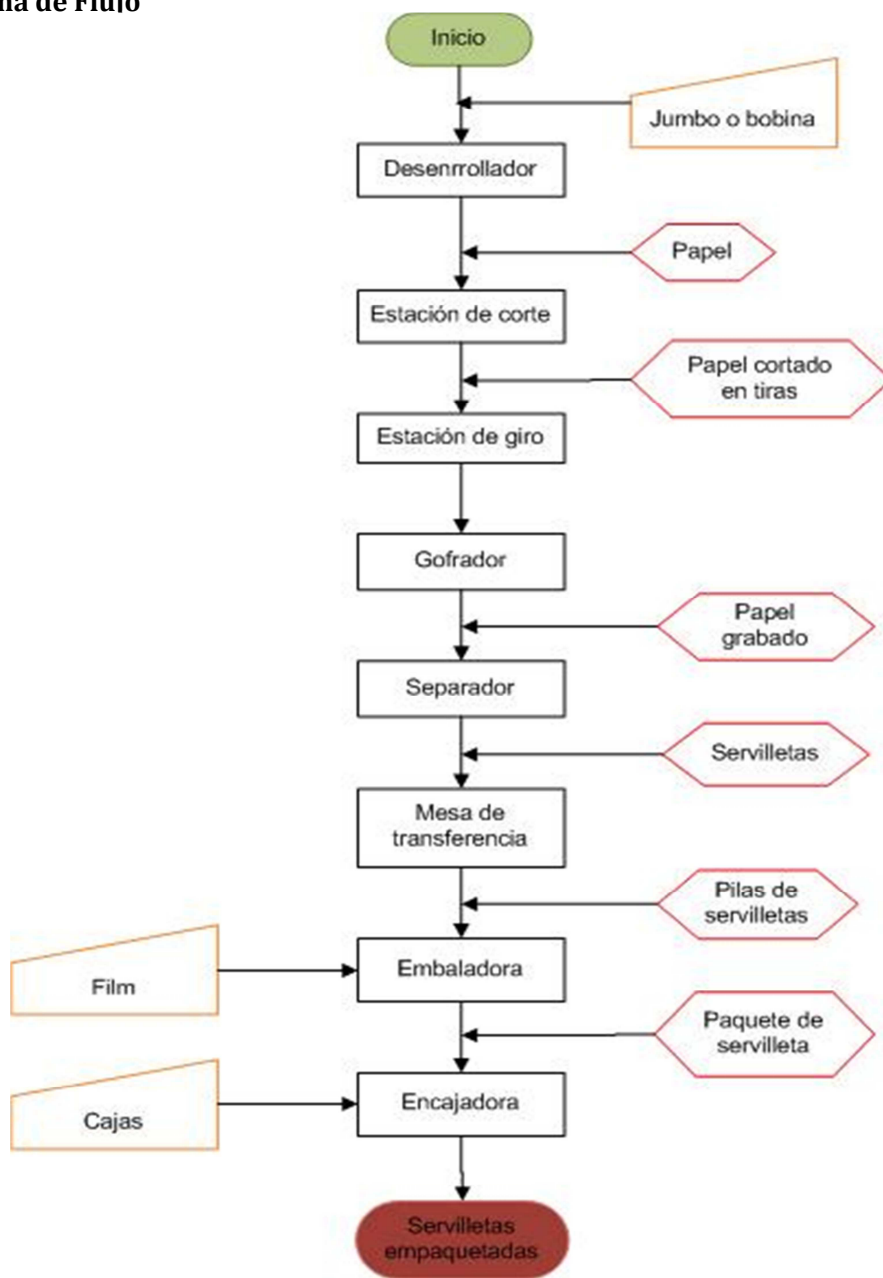 de Flujo
Inicio
Jumbo o bobina
Desenrrollador
Papel
Estación de corte
Papel cortado
en tiras
Estación de giro
Gofrador
Papel
grabado
Separador
Servilletas
Mesa de
transferencia
Pilas de
servilletas
Film
Embaladora
Paquete de
servilleta
Cajas
Encajadora
Servilletas
empaquetadas